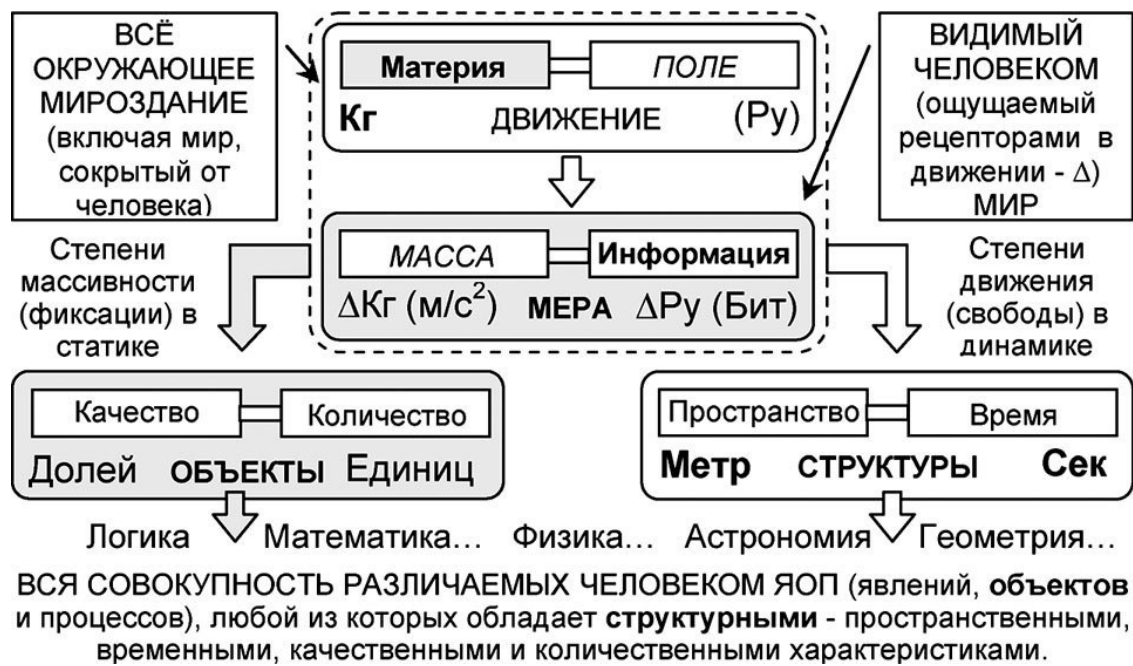 ВСЁ
ОКРУЖАЮЩЕЕ
МИРОЗДАНИЕ
(включая мир,
сокрытый от
человека)
Материя
ПОЛЕ
Кг ДВИЖЕНИЕ (Ру)
ВИДИМЫЙ
ЧЕЛОВЕКОМ
(ощущаемый
рецепторами в
движении - Δ)
МИР
Степени
массивности
(фиксации) в
статике
МАССА
Информация
ΔКг (м/с²) МЕРА ΔРу (Бит)
Степени
движения
(свободы) в
динамике
Качество
Количество
Долей ОБЪЕКТЫ Единиц
Пространство
Время
Метр СТРУКТУРЫ Сек
Логика Математика... Физика... Астрономия Геометрия...
ВСЯ СОВОКУПНОСТЬ РАЗЛИЧАЕМЫХ ЧЕЛОВЕКОМ ЯОП (явлений, объектов
и процессов), любой из которых обладает структурными - пространственными,
временными, качественными и количественными характеристиками.